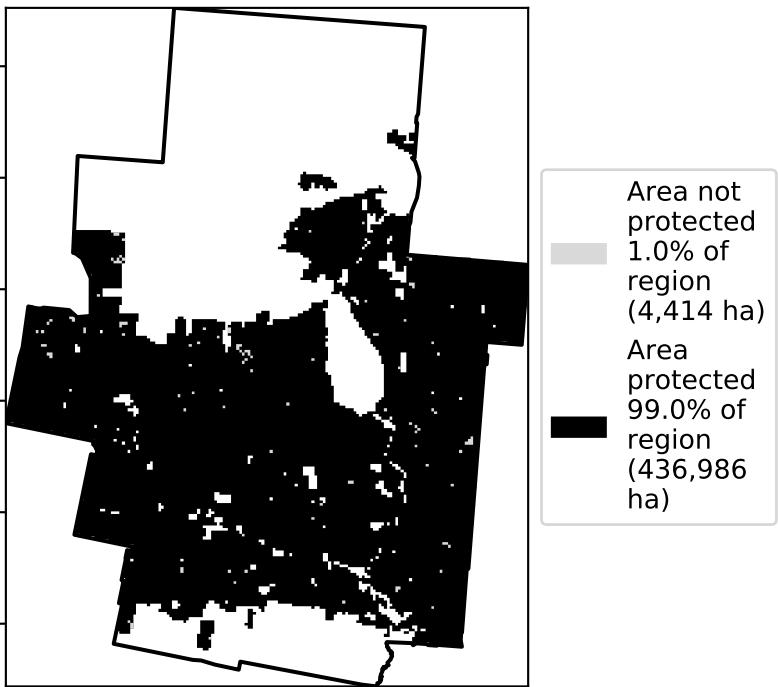 Area not
protected
1.0% of
region
(4,414 ha)
Area
protected
99.0% of
region
(436,986
ha)